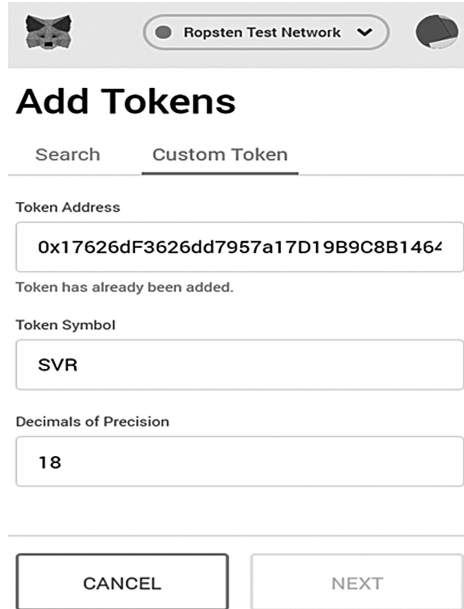 Ropsten Test Network
Add Tokens
Search Custom Token
Token Address
0x17626dF3626dd7957a17D19B9C8B1464
Token has already been added.
Token Symbol
SVR
Decimals of Precision
18
CANCEL NEXT